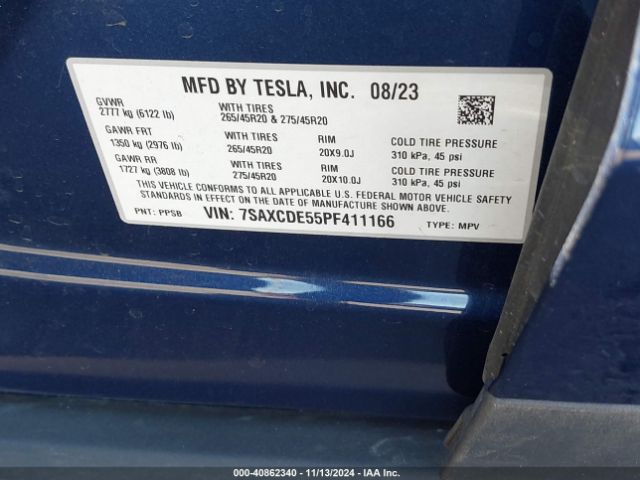 MFD BY TESLA, INC. 08/23
GVWR
2777 kg (6122 lb)
WITH TIRES
265/45R20 & 275/45R20
GAWR FRT
1350 kg (2976 lb)
WITH TIRES
265/45R20
RIM
20X9.0J
COLD TIRE PRESSURE
310 kPa, 45 psi
GAWR RR
1727 kg (3808 lb)
WITH TIRES
275/45R20
RIM
20X10.0J
COLD TIRE PRESSURE
310 kPa, 45 psi
THIS VEHICLE CONFORMS TO ALL APPLICABLE U.S. FEDERAL MOTOR VEHICLE SAFETY
STANDARDS IN EFFECT ON THE DATE OF MANUFACTURE SHOWN ABOVE.
PNT: PPSB VIN: 7SAXCDE55PF411166 TYPE: MPV
000-40862340 - 11/13/2024 - IAAI.COM